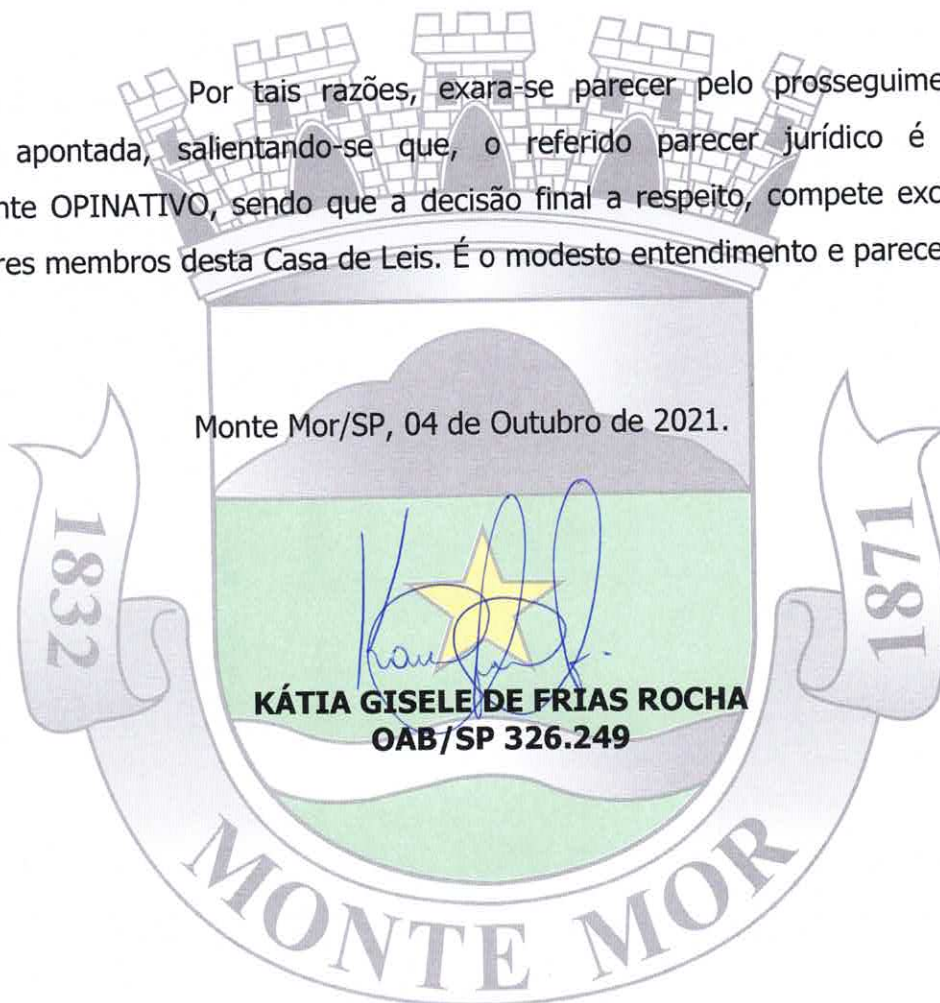 Por tais razões, exara-se parecer pelo prosseguime
apontada, salientando-se que, o referido parecer jurídico é
nte OPINATIVO, sendo que a decisão final a respeito, compete exc
res membros desta Casa de Leis. É o modesto entendimento e parece
Monte Mor/SP, 04 de Outubro de 2021.
1832
1871
KÁTIA GISELE DE FRIAS ROCHA
OAB/SP 326.249
MONTE MOR